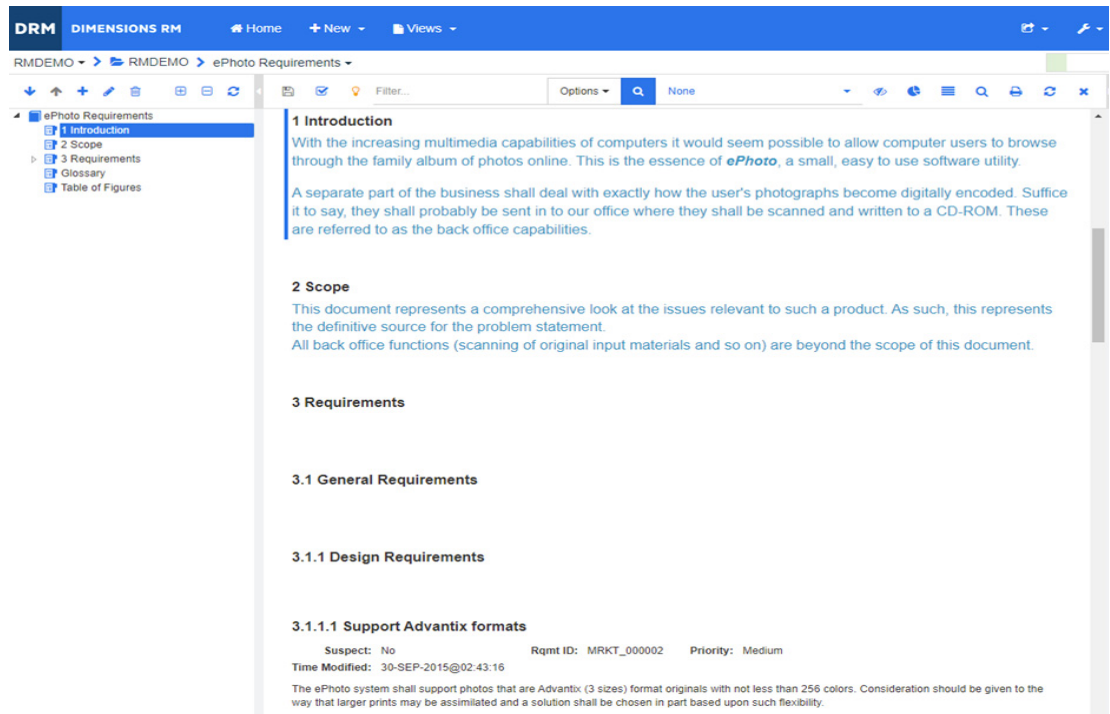 DRM DIMENSIONS RM Home New Views
RMDEMO RMDEMO ePhoto Requirements
Filter... Options None
ePhoto Requirements
1 Introduction
2 Scope
3 Requirements
Glossary
Table of Figures
1 Introduction
With the increasing multimedia capabilities of computers it would seem possible to allow computer users to browse
through the family album of photos online. This is the essence of ePhoto, a small, easy to use software utility.
A separate part of the business shall deal with exactly how the user's photographs become digitally encoded. Suffice
it to say, they shall probably be sent in to our office where they shall be scanned and written to a CD-ROM. These
are referred to as the back office capabilities.
2 Scope
This document represents a comprehensive look at the issues relevant to such a product. As such, this represents
the definitive source for the problem statement.
All back office functions (scanning of original input materials and so on) are beyond the scope of this document.
3 Requirements
3.1 General Requirements
3.1.1 Design Requirements
3.1.1.1 Support Advantix formats
Suspect: No Rqmt ID: MRKT_000002 Priority: Medium
Time Modified: 30-SEP-2015@02:43:16
The ePhoto system shall support photos that are Advantix (3 sizes) format originals with not less than 256 colors. Consideration should be given to the
way that larger prints may be assimilated and a solution shall be chosen in part based upon such flexibility.